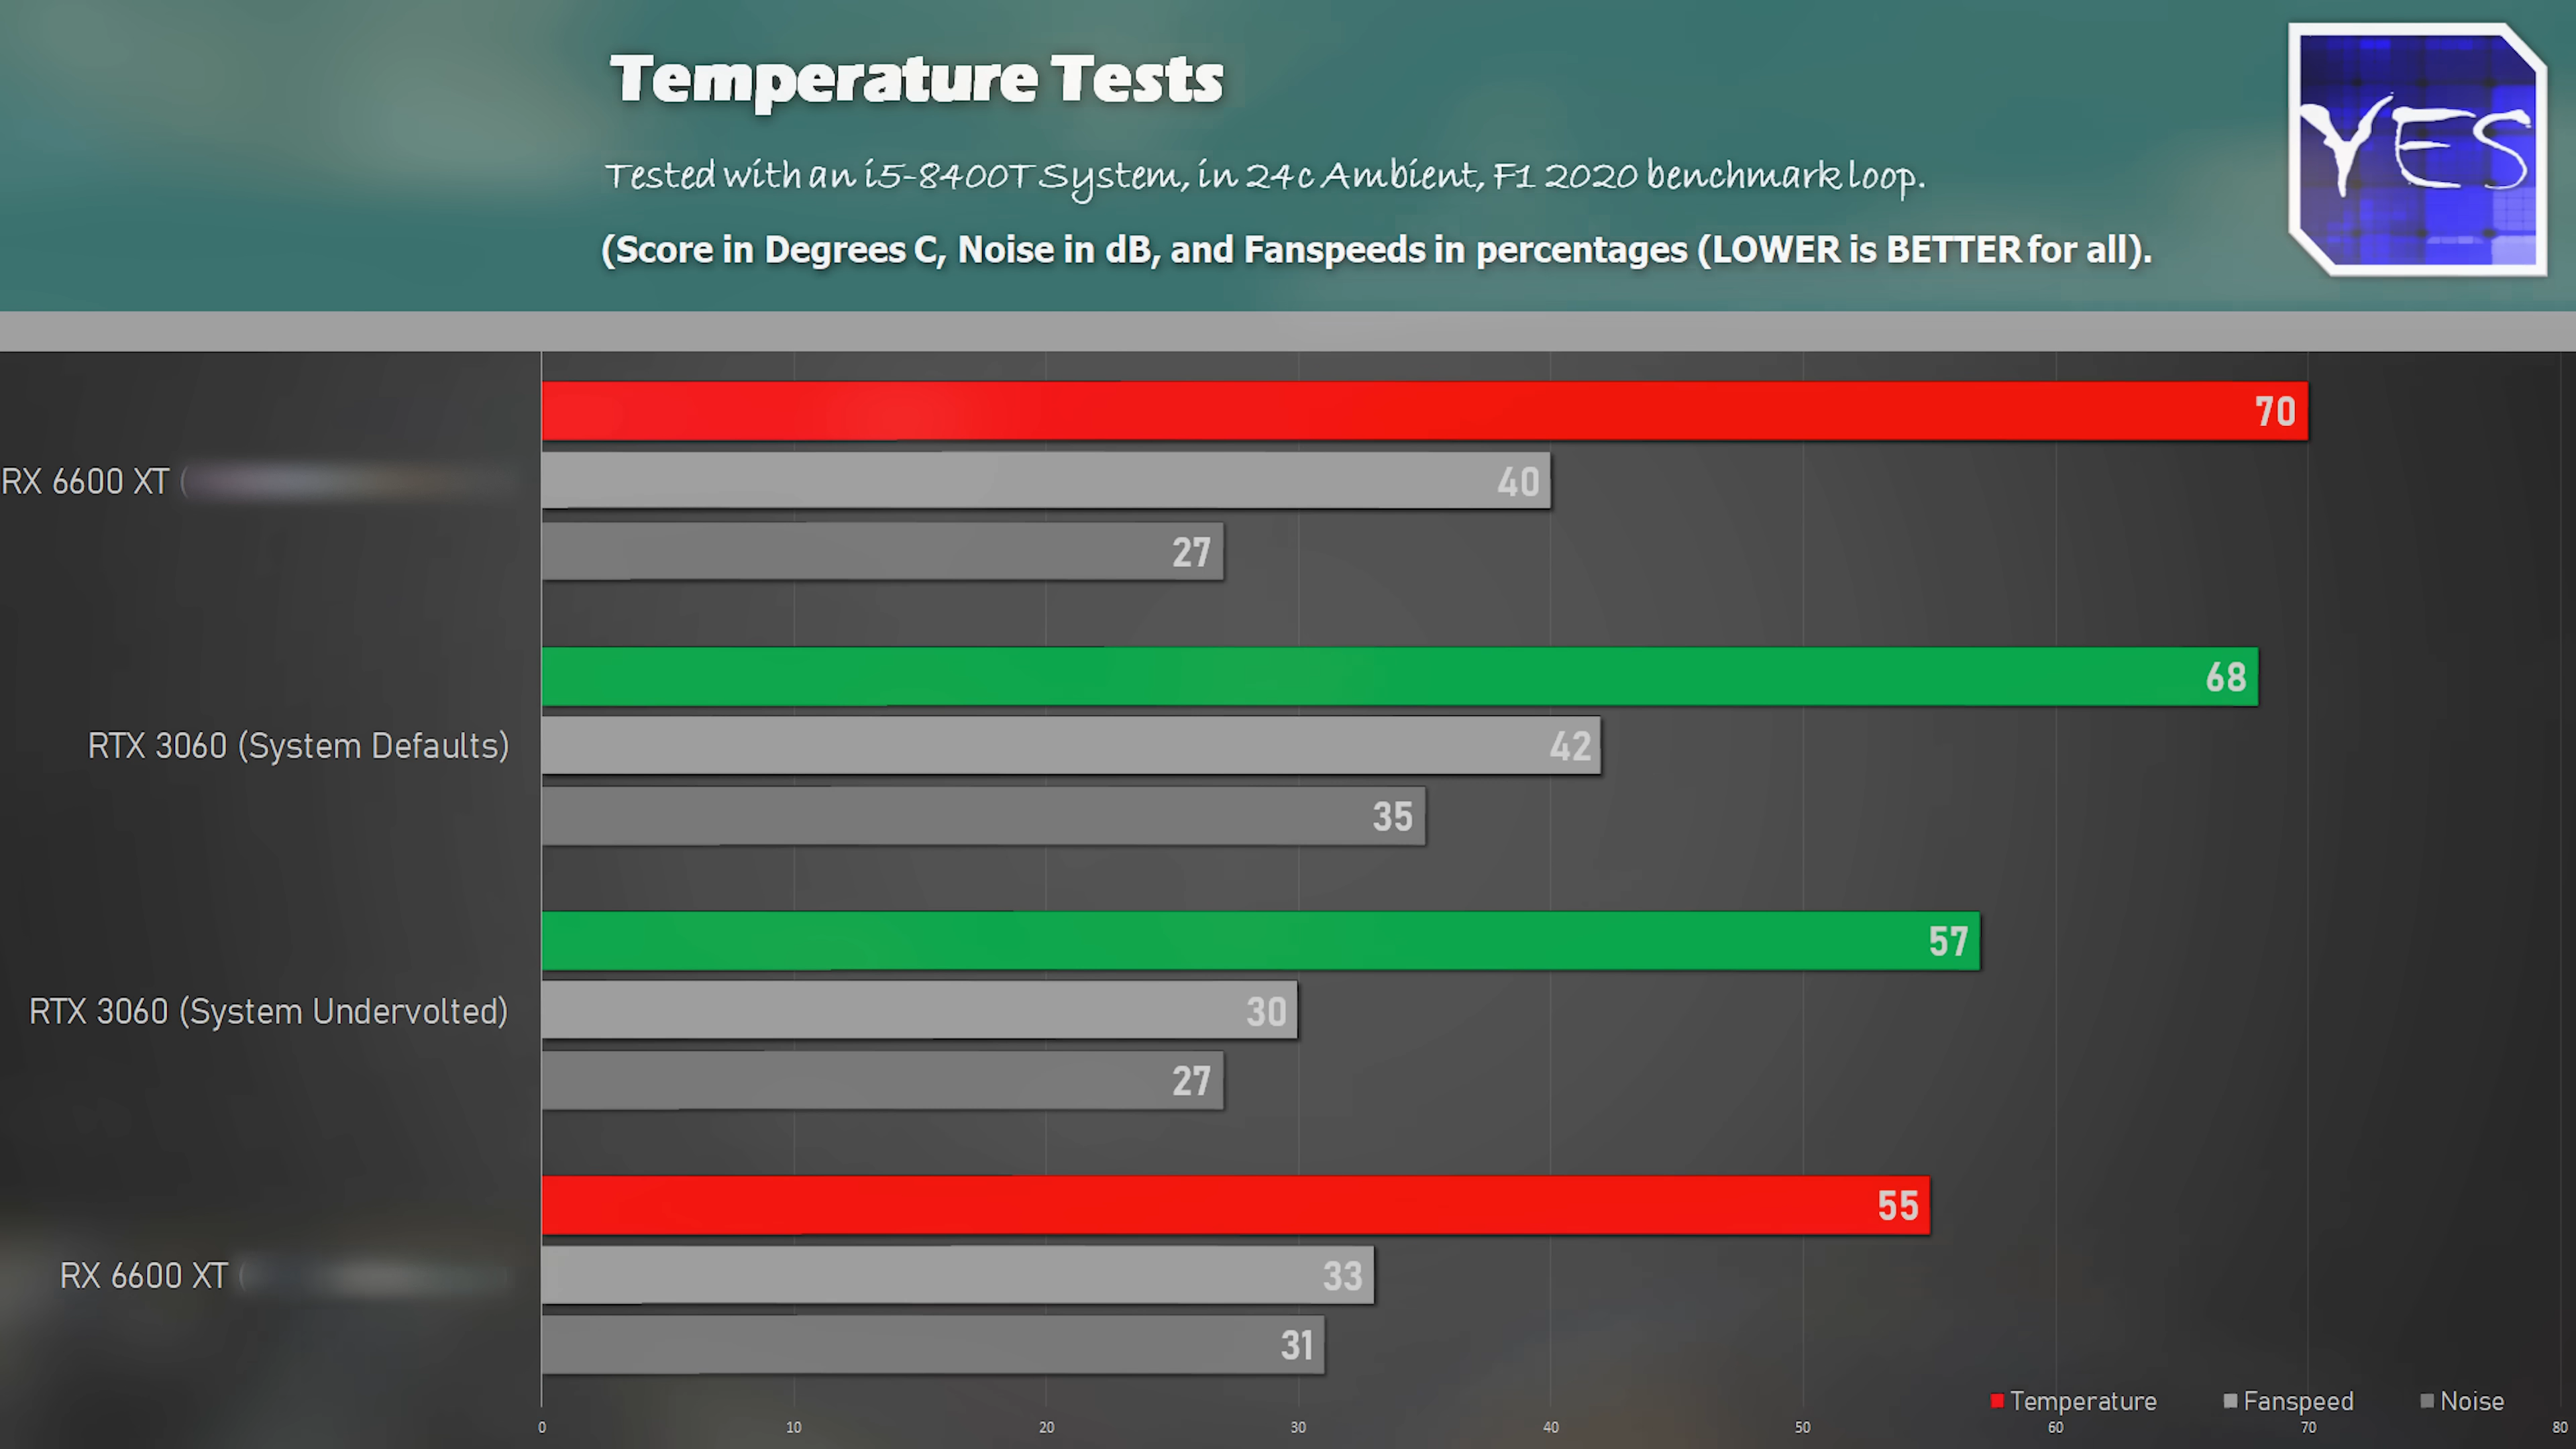 Temperature Tests
YES
Tested with an i5-8400T System, in 24c Ambient, F1 2020 benchmark loop.
(Score in Degrees C, Noise in dB, and Fanspeeds in percentages (LOWER is BETTER for all).
70
RX 6600 XT (
40
27
68
RTX 3060 (System Defaults)
42
35
57
RTX 3060 (System Undervolted)
30
27
55
RX 6600 XT (
33
31
Temperature Fanspeed Noise
0 10 20 30 40 50 60 70 80